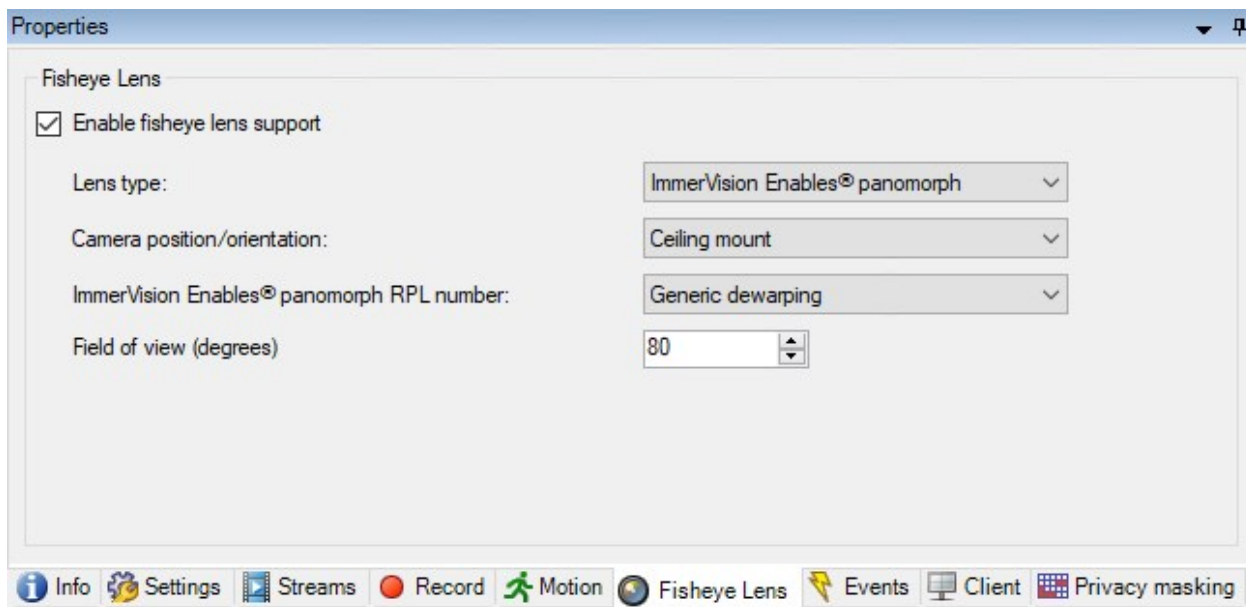 Properties
Fisheye Lens
Enable fisheye lens support
Lens type: ImmerVision Enables® panomorph
Camera position/orientation: Ceiling mount
ImmerVision Enables® panomorph RPL number: Generic dewarping
Field of view (degrees) 80
Info Settings Streams Record Motion Fisheye Lens Events Client Privacy masking